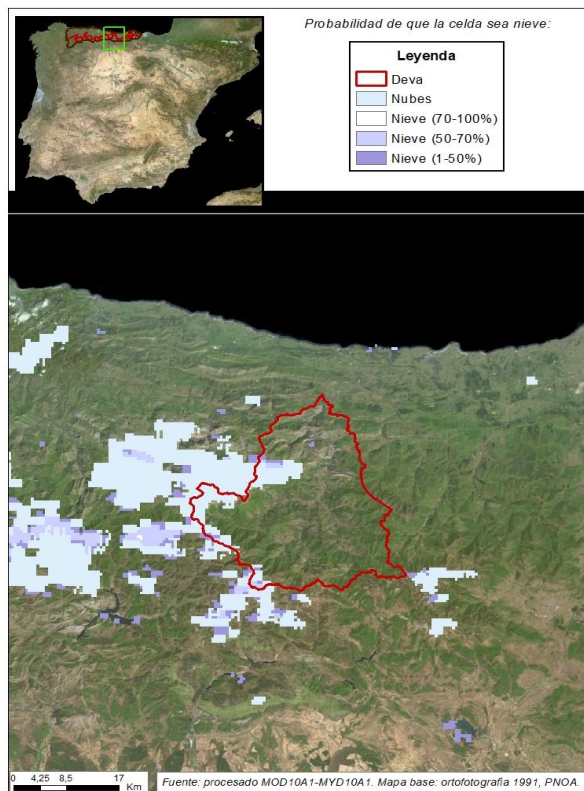 Probabilidad de que la celda sea nieve:
Leyenda
Deva
Nubes
Nieve (70-100%)
Nieve (50-70%)
Nieve (1-50%)
0 4,25 8,5 17
Km
Fuente: procesado MOD10A1-MYD10A1. Mapa base: ortofotografia 1991, PNOA.